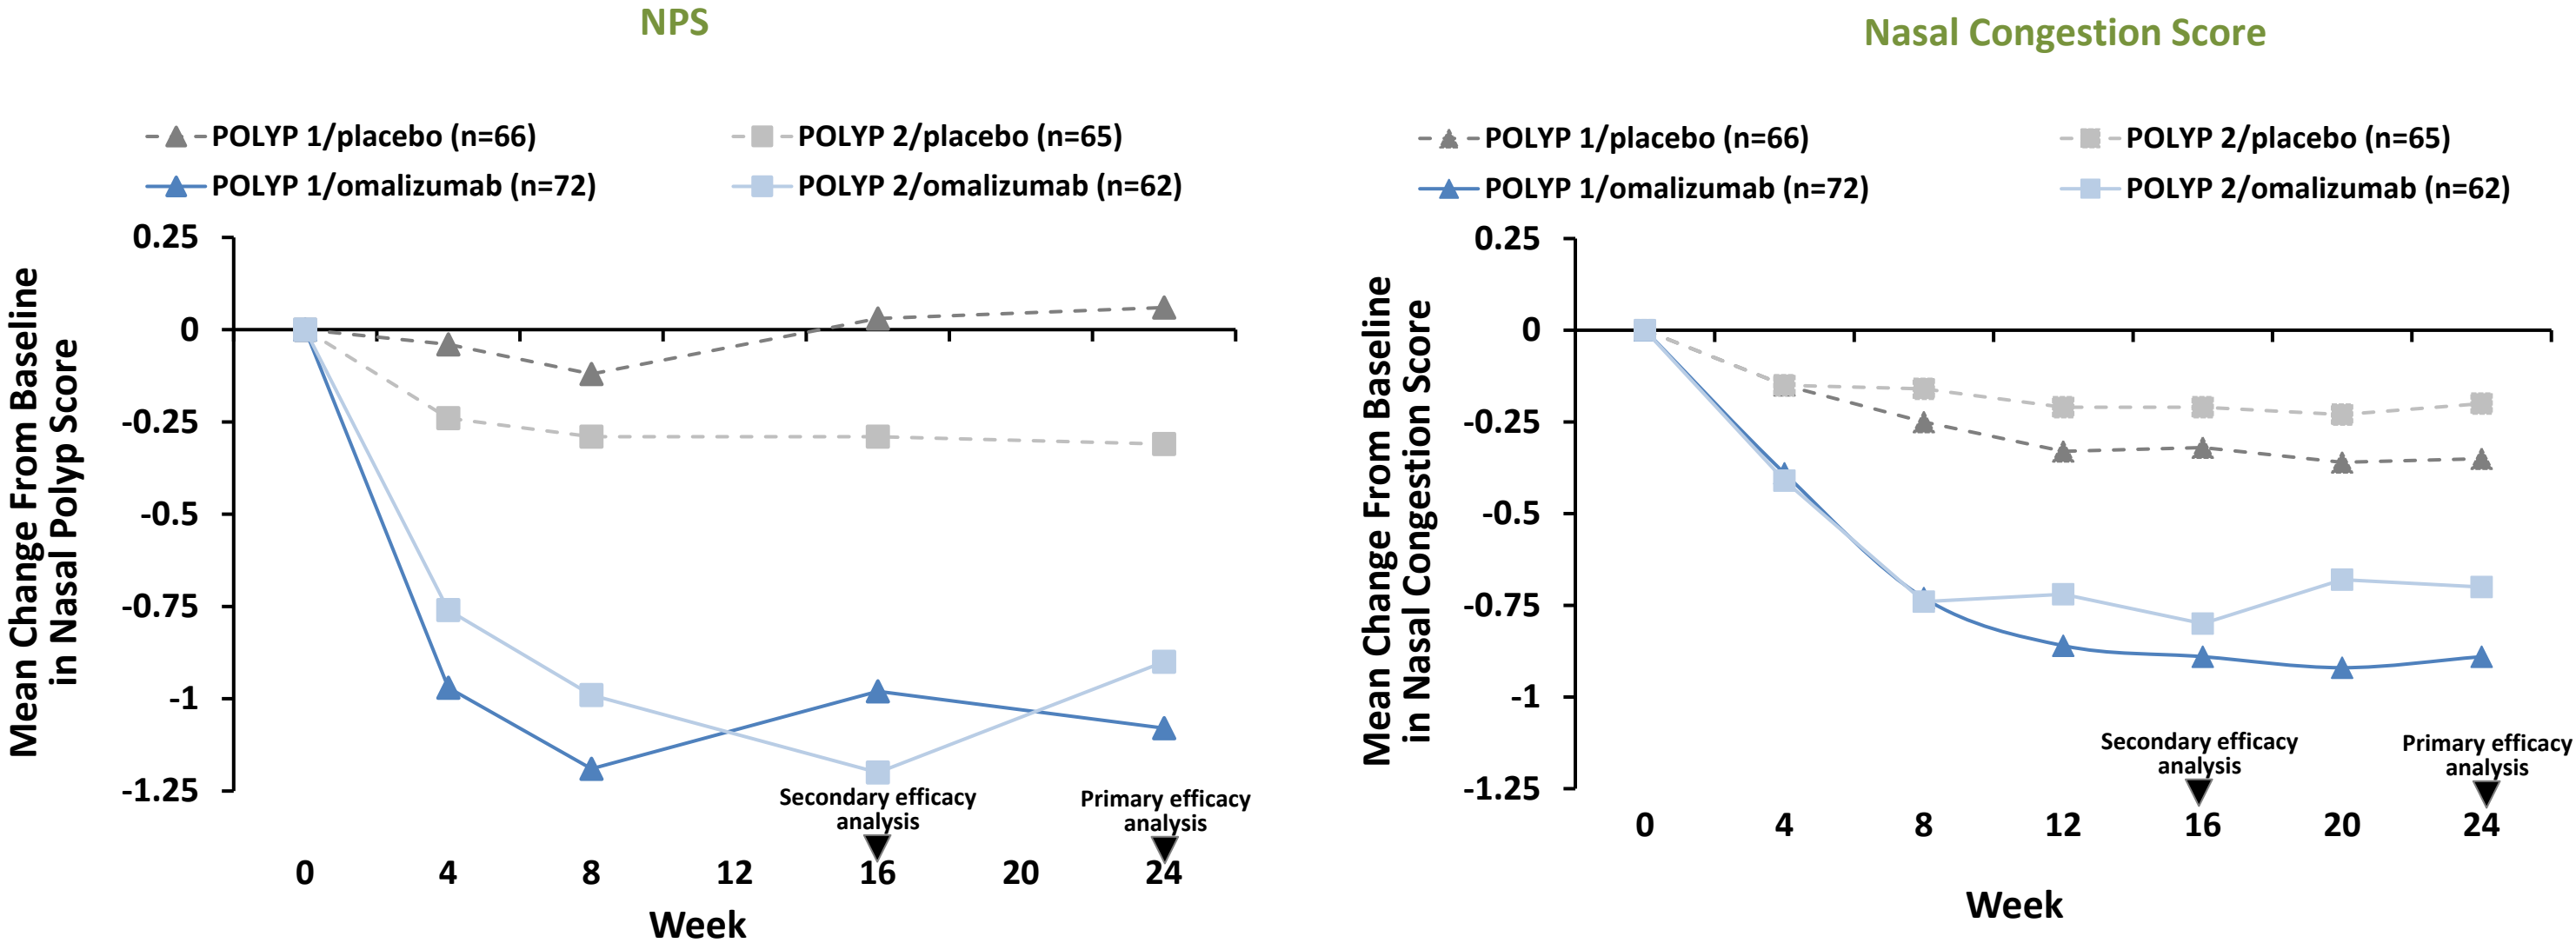 NPS
POLYP 1/placebo (n=66)
POLYP 2/placebo (n=65)
POLYP 1/omalizumab (n=72)
POLYP 2/omalizumab (n=62)
Mean Change From Baseline
in Nasal Polyp Score
0.25
0
-0.25
-0.5
-0.75
-1
-1.25
Secondary efficacy
analysis
Primary efficacy
analysis
0 4 8 12 16 20 24
Week
Nasal Congestion Score
POLYP 1/placebo (n=66)
POLYP 2/placebo (n=65)
POLYP 1/omalizumab (n=72)
POLYP 2/omalizumab (n=62)
Mean Change From Baseline
in Nasal Congestion Score
0.25
0
-0.25
-0.5
-0.75
-1
-1.25
Secondary efficacy
analysis
Primary efficacy
analysis
0 4 8 12 16 20 24
Week